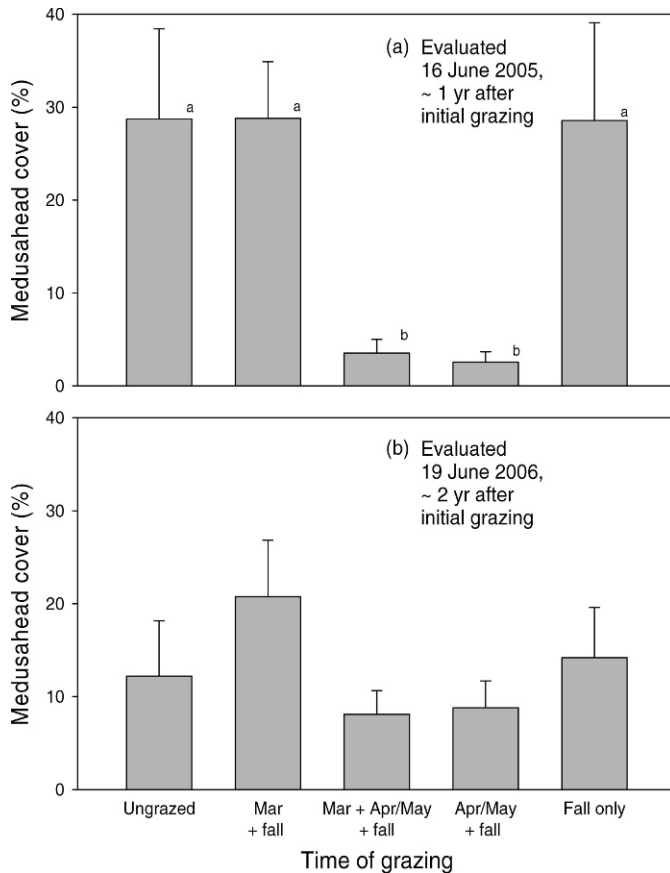 40
30
20
10
0
Medusahead cover (%)
(a) Evaluated
16 June 2005,
~ 1 yr after
initial grazing
a
a
b
b
a
40
30
20
10
0
Medusahead cover (%)
(b) Evaluated
19 June 2006,
~ 2 yr after
initial grazing
Ungrazed
Mar
+ fall
Mar + Apr/May
+ fall
Apr/May
+ fall
Fall only
Time of grazing